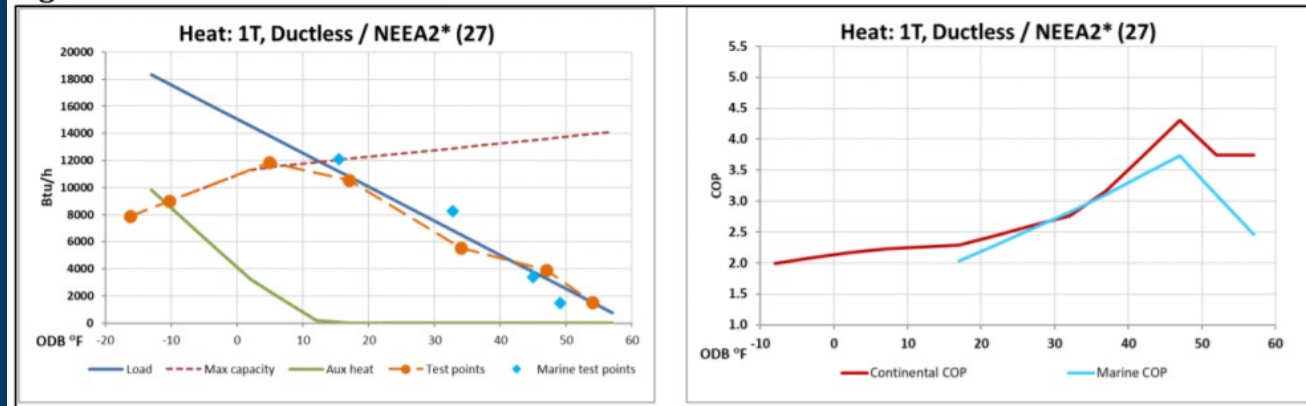 Heat: 1T, Ductless / NEEA2* (27)
20000
18000
16000
14000
12000
10000
8000
6000
4000
2000
0
Btu/h
ODB °F
-20 -10 0 10 20 30 40 50 60
Load Max capacity Aux heat Test points Marine test points
Heat: 1T, Ductless / NEEA2* (27)
5.5
5.0
4.5
4.0
3.5
3.0
2.5
2.0
1.5
1.0
COP
ODB °F
-10 0 10 20 30 40 50 60
Continental COP Marine COP